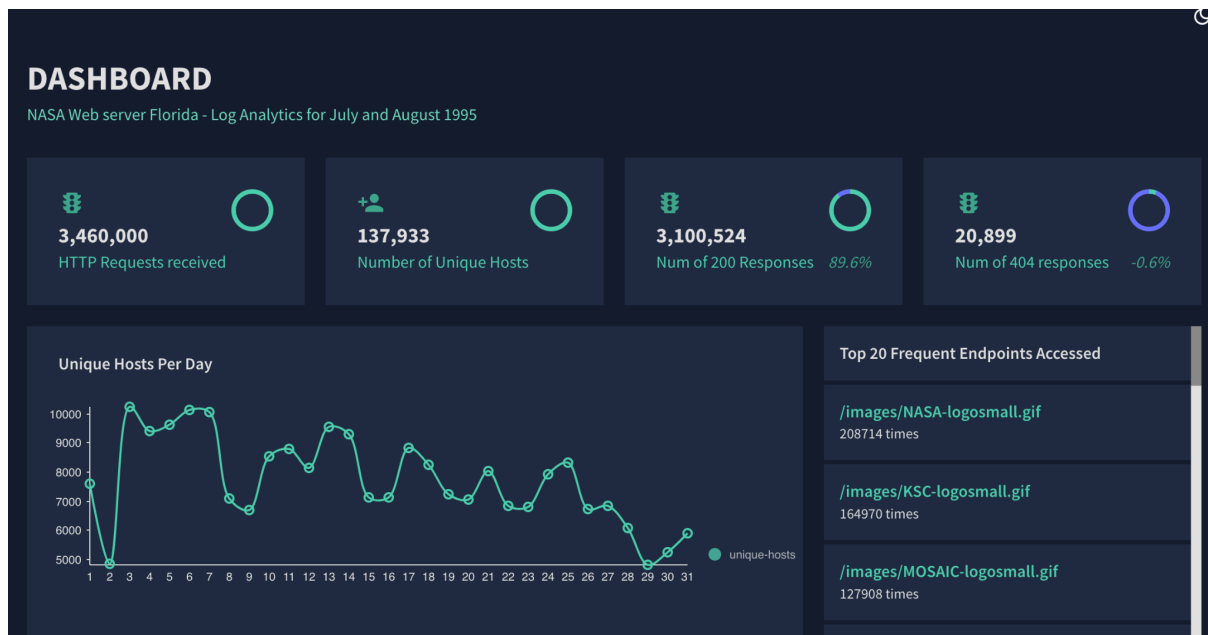 DASHBOARD
NASA Web server Florida - Log Analytics for July and August 1995
3,460,000
HTTP Requests received
137,933
Number of Unique Hosts
3,100,524
Num of 200 Responses 89.6%
20,899
Num of 404 responses -0.6%
Unique Hosts Per Day
10000
9000
8000
7000
6000
5000
1 2 3 4 5 6 7 8 9 10 11 12 13 14 15 16 17 18 19 20 21 22 23 24 25 26 27 28 29 30 31
unique-hosts
Top 20 Frequent Endpoints Accessed
/images/NASA-logosmall.gif
208714 times
/images/KSC-logosmall.gif
164970 times
/images/MOSAIC-logosmall.gif
127908 times